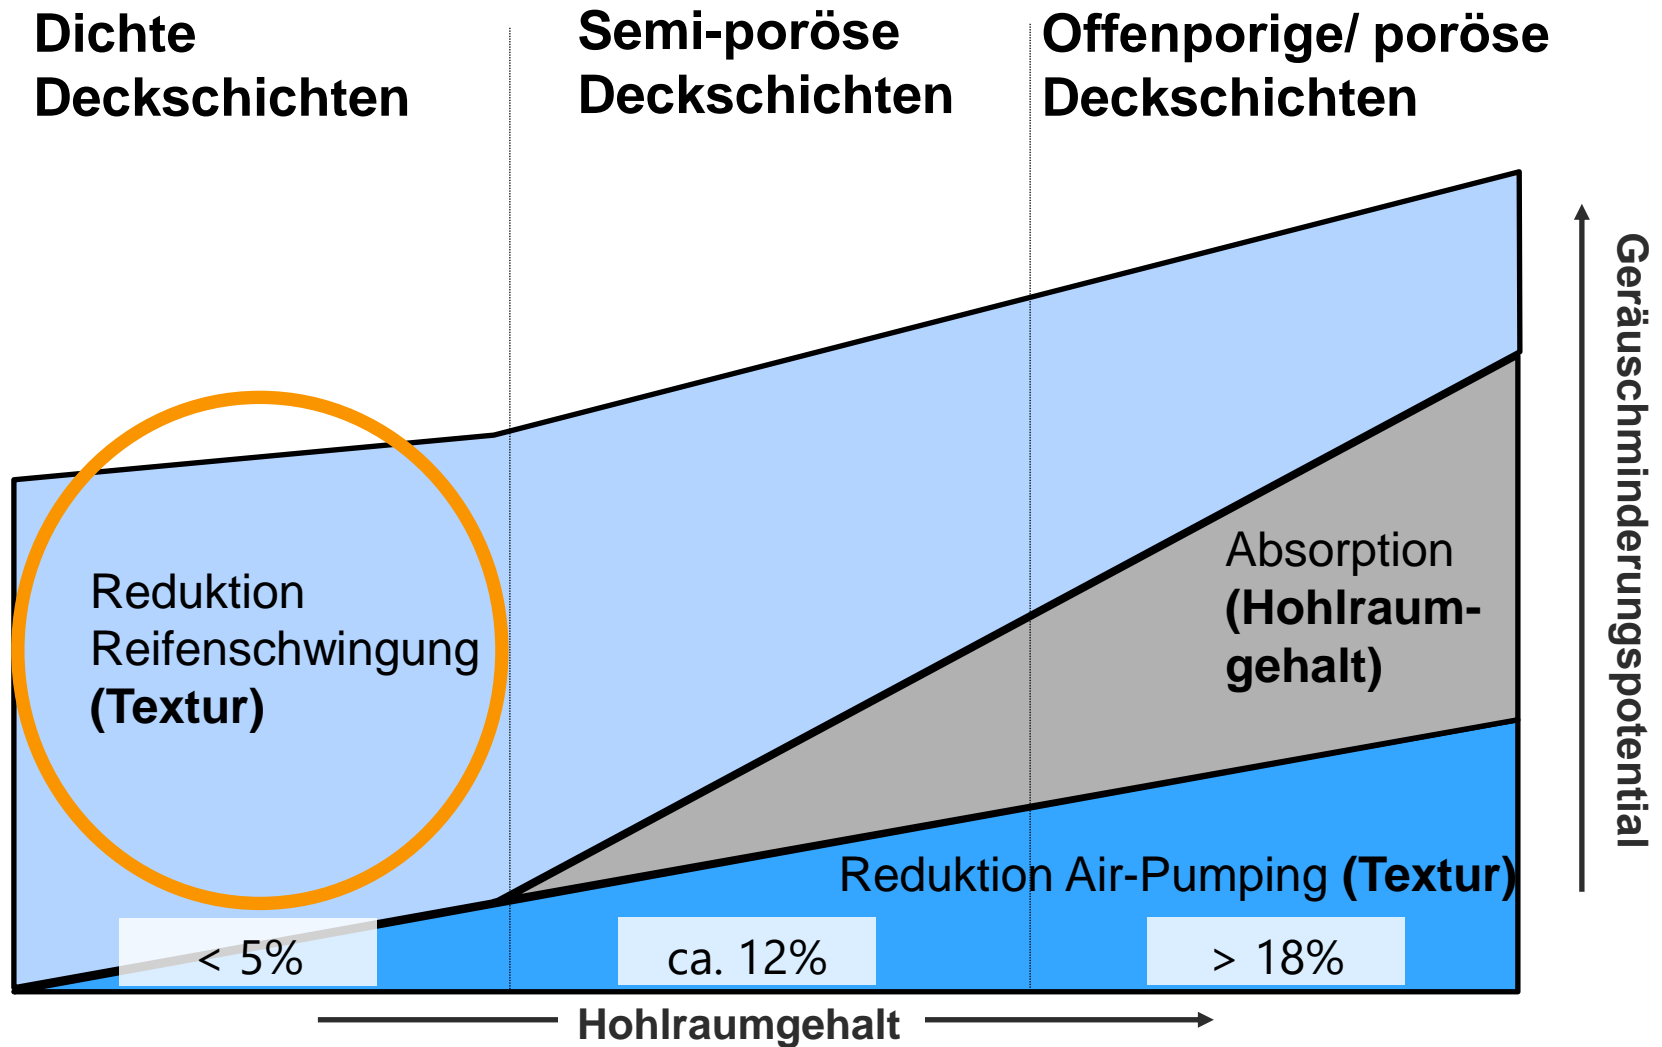 Dichte
Deckschichten
Semi-poröse
Deckschichten
Offenporige/ poröse
Deckschichten
Geräuschminderungspotential
Reduktion
Reifenschwingung
(Textur)
Absorption
(Hohlraum-
gehalt)
Reduktion Air-Pumping (Textur)
< 5%
ca. 12%
> 18%
Hohlraumgehalt